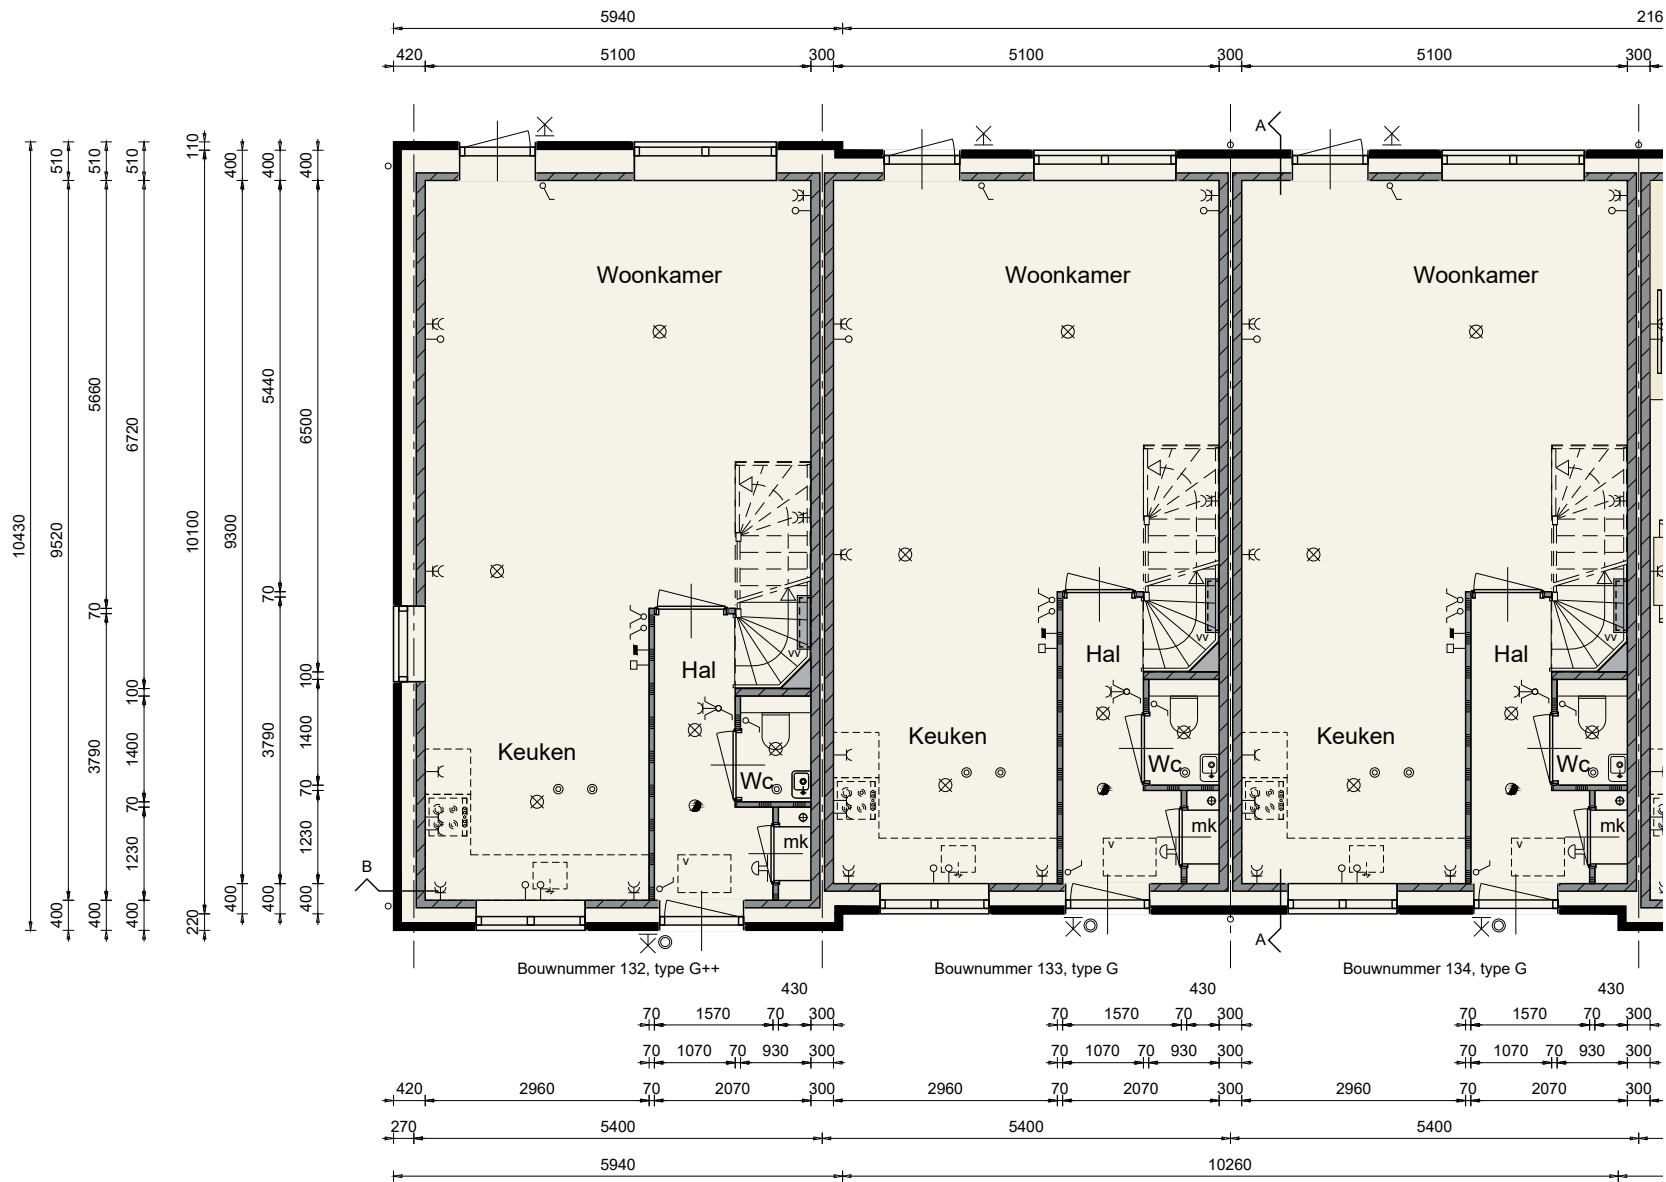 5940 216
420 5100 300 5100 300 5100 300
510 510 510 110 400 400 400
A
Woonkamer Woonkamer Woonkamer
10430 9520 5660 6720 10100 9300 5440 6500
70 70
vv vv vv
Hal Hal Hal
100 100
3790 1400 3790 1400
Keuken Keuken Keuken
Wc Wc Wc
70 70
1230 1230
mk mk mk
v v v
B
400 400 400 220 400 400 400
A
Bouwnummer 132, type G++ Bouwnummer 133, type G Bouwnummer 134, type G
430 430 430
70 1570 70 300 70 1570 70 300 70 1570 70 300
70 1070 70 930 300 70 1070 70 930 300 70 1070 70 930 300
420 2960 70 2070 300 2960 70 2070 300 2960 70 2070 300
270 5400 5400 5400
5940 10260